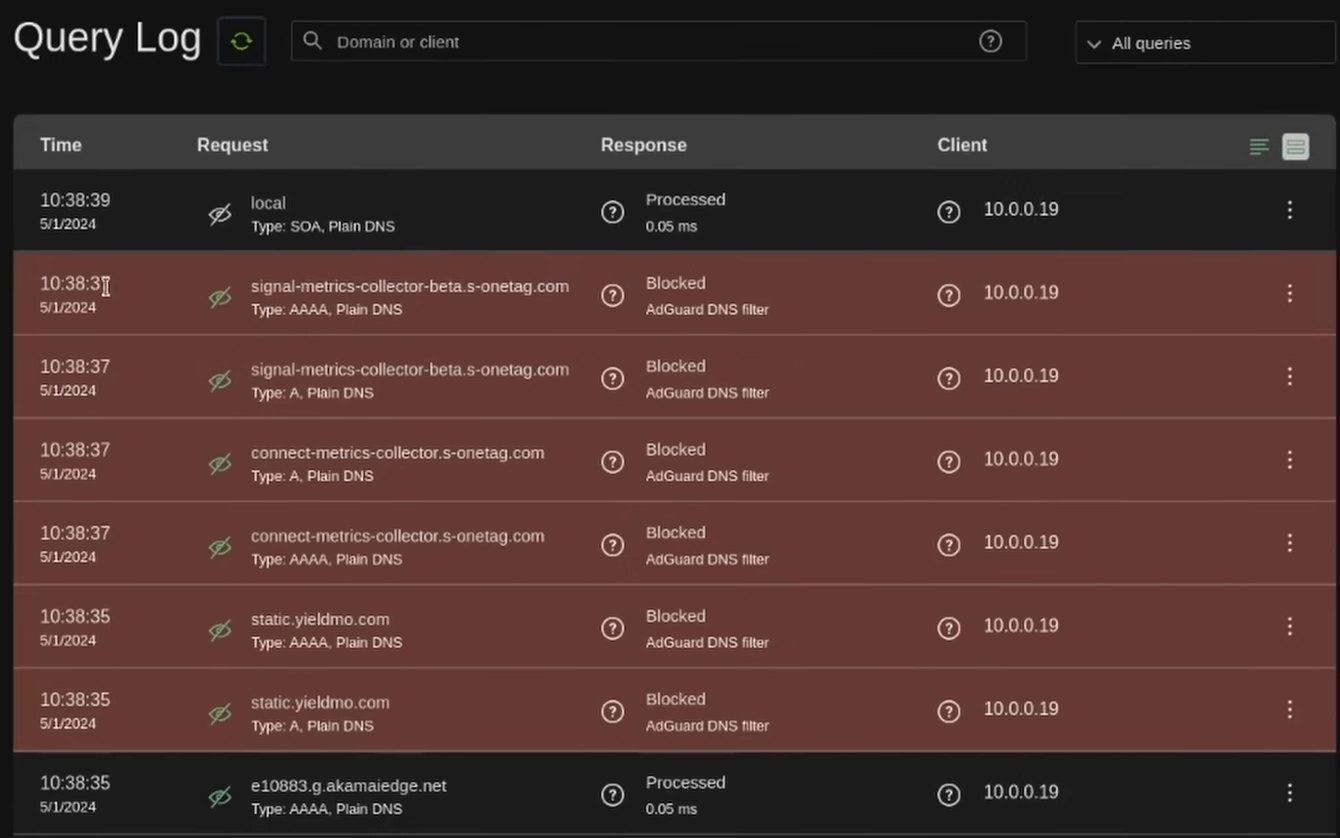 Query Log
Domain or client
All queries
Time Request Response Client
10:38:39 local Processed 10.0.0.19
5/1/2024 Type: SOA, Plain DNS 0.05 ms
10:38:37 signal-metrics-collector-beta.s-onetag.com Blocked 10.0.0.19
5/1/2024 Type: AAAA, Plain DNS AdGuard DNS filter
10:38:37 signal-metrics-collector-beta.s-onetag.com Blocked 10.0.0.19
5/1/2024 Type: A, Plain DNS AdGuard DNS filter
10:38:37 connect-metrics-collector.s-onetag.com Blocked 10.0.0.19
5/1/2024 Type: A, Plain DNS AdGuard DNS filter
10:38:37 connect-metrics-collector.s-onetag.com Blocked 10.0.0.19
5/1/2024 Type: AAAA, Plain DNS AdGuard DNS filter
10:38:35 static.yieldmo.com Blocked 10.0.0.19
5/1/2024 Type: AAAA, Plain DNS AdGuard DNS filter
10:38:35 static.yieldmo.com Blocked 10.0.0.19
5/1/2024 Type: A, Plain DNS AdGuard DNS filter
10:38:35 e10883.g.akamaiedge.net Processed 10.0.0.19
5/1/2024 Type: AAAA, Plain DNS 0.05 ms